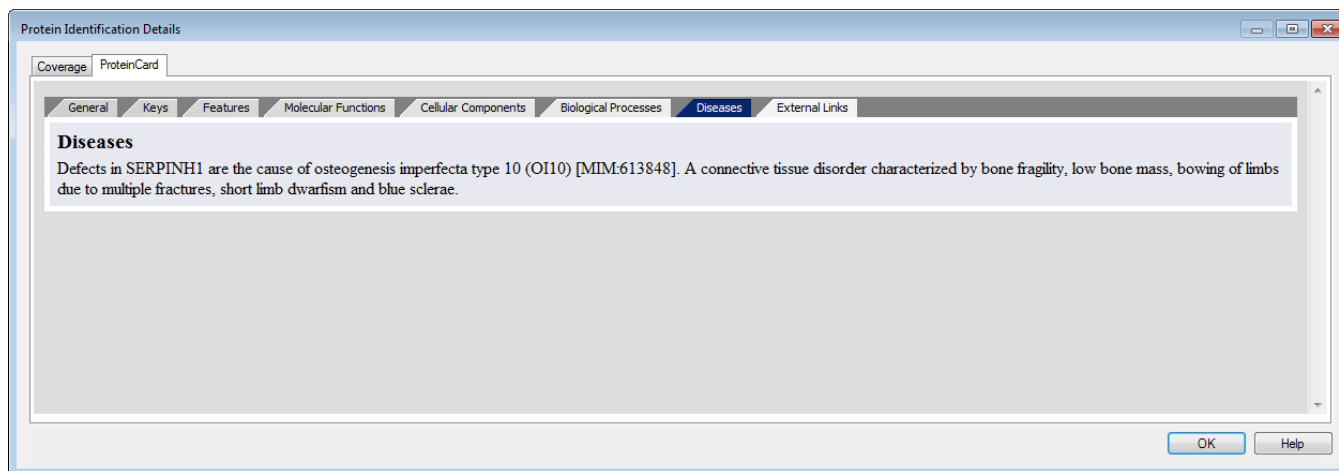 Protein Identification Details
Coverage ProteinCard
General Keys Features Molecular Functions Cellular Components Biological Processes Diseases External Links
Diseases
Defects in SERPINH1 are the cause of osteogenesis imperfecta type 10 (OI10) [MIM:613848]. A connective tissue disorder characterized by bone fragility, low bone mass, bowing of limbs
due to multiple fractures, short limb dwarfism and blue sclerae.
OK Help